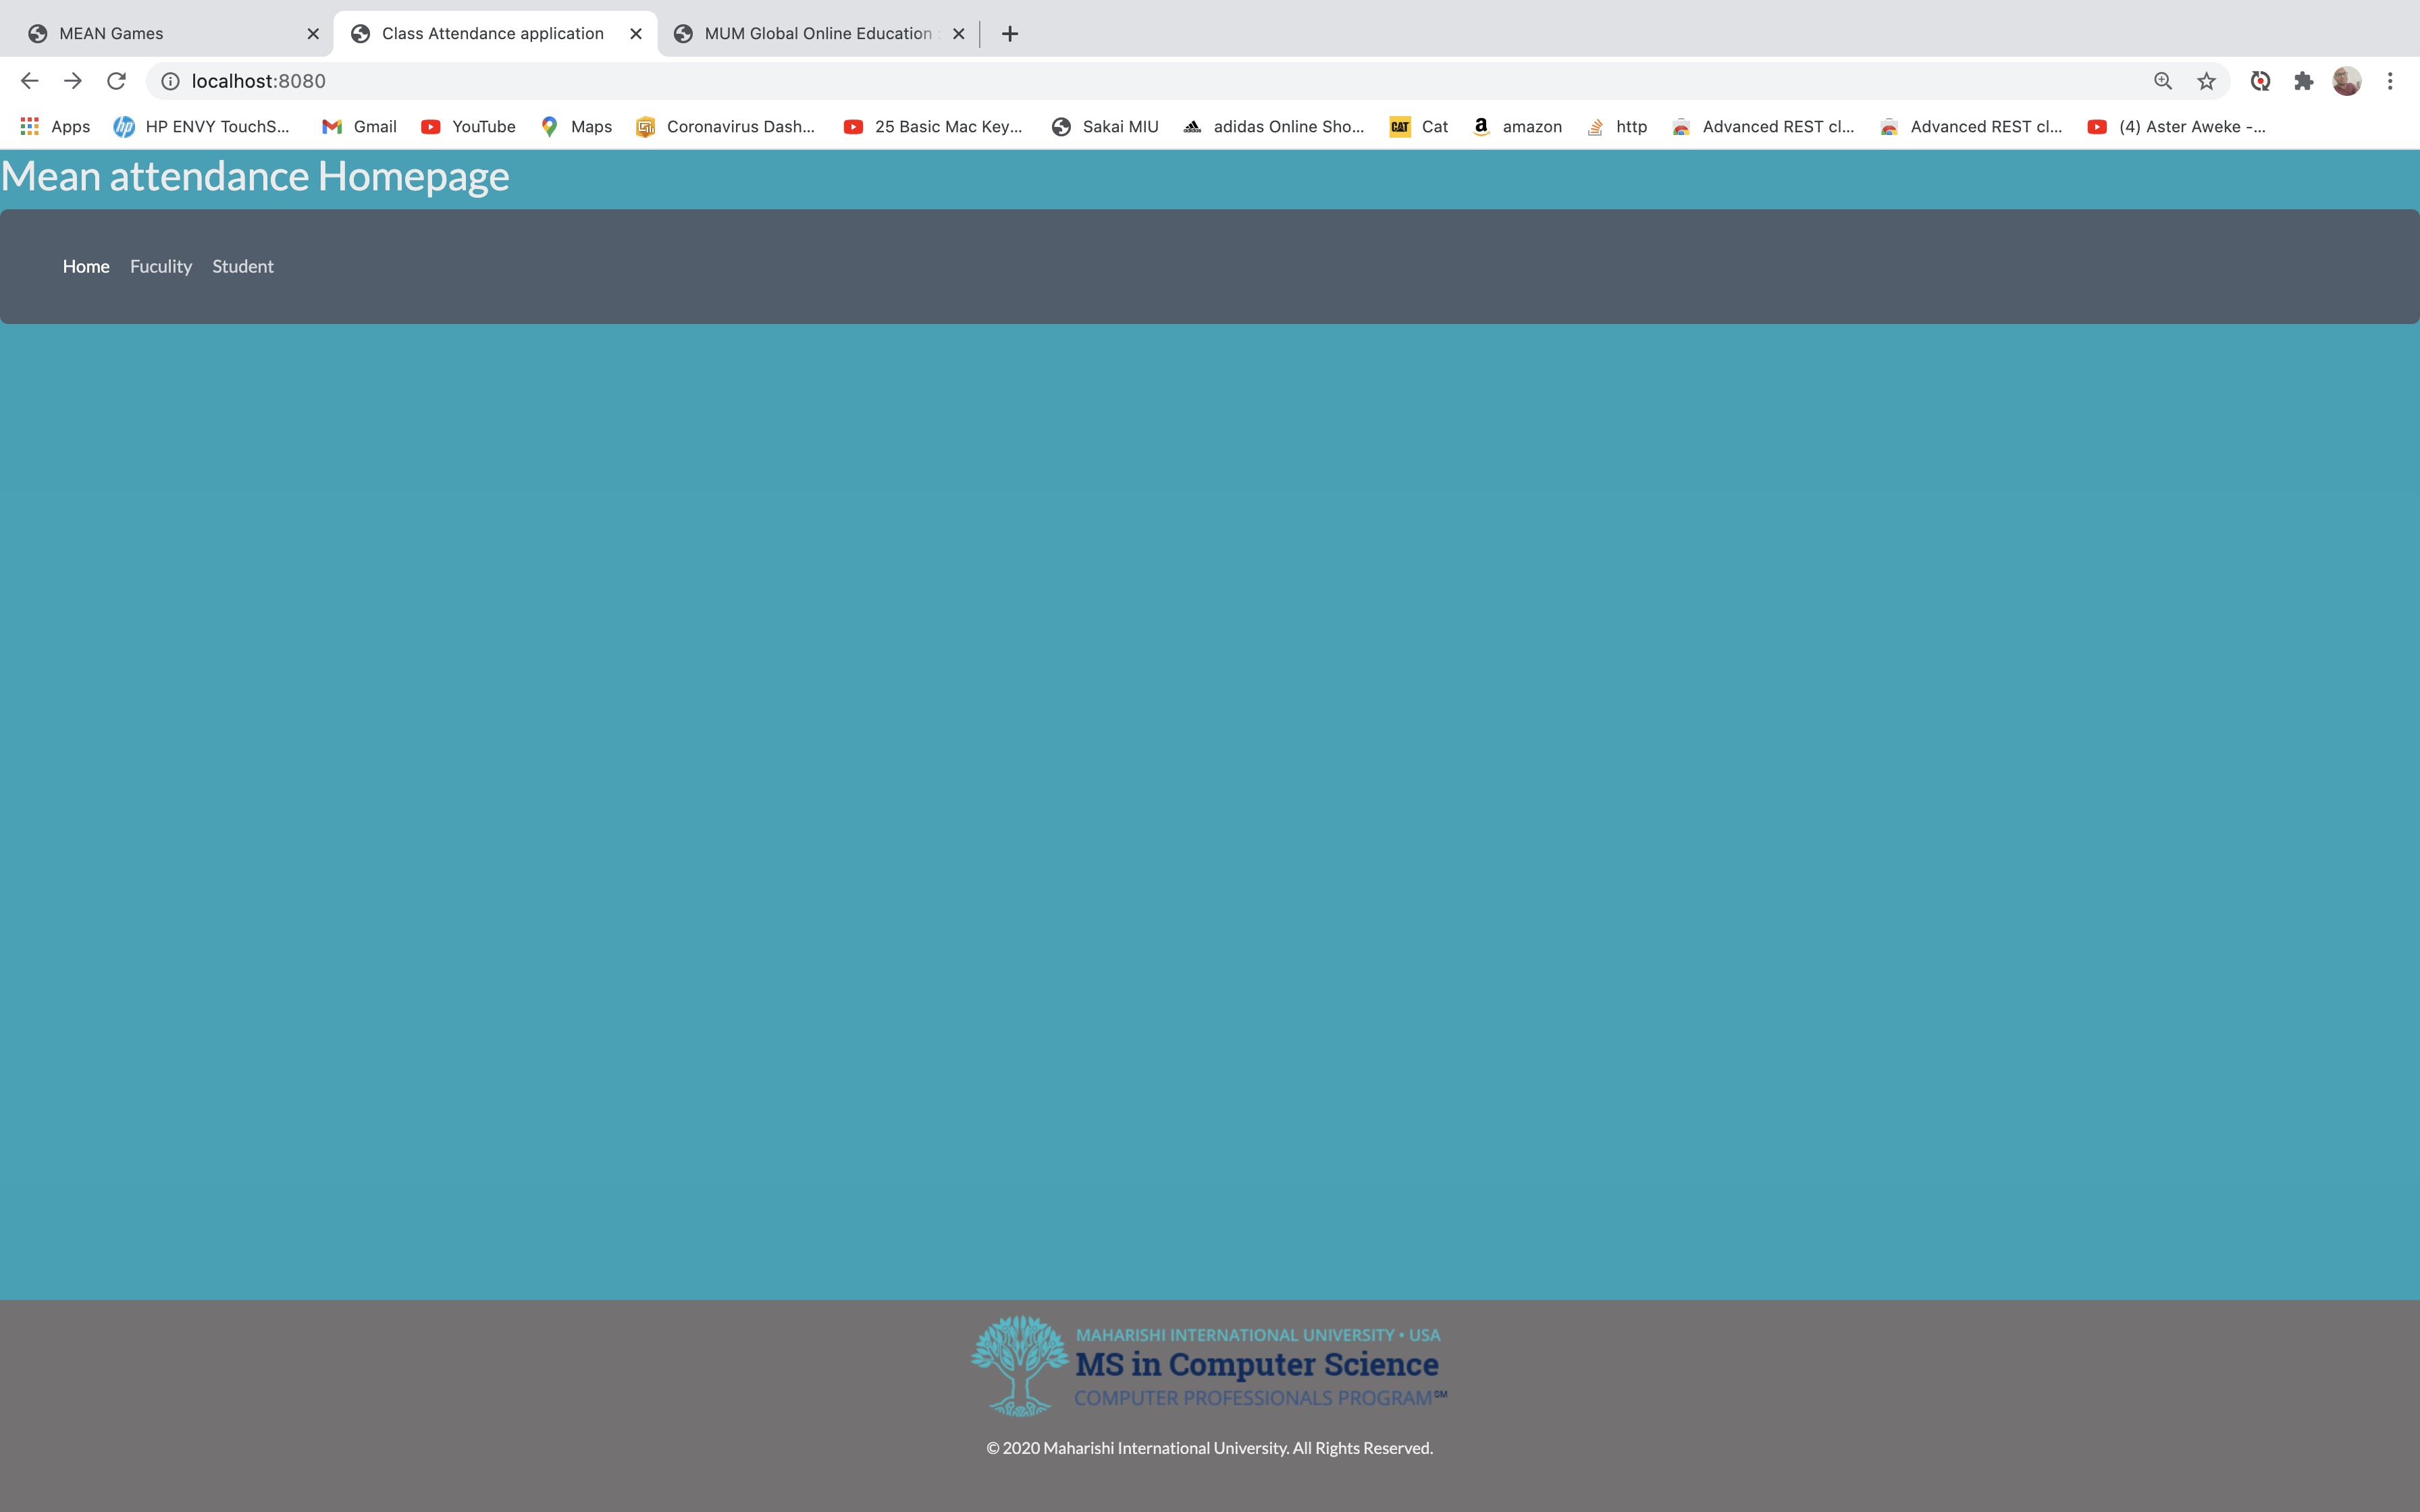 MEAN Games
Class Attendance application
MUM Global Online Education
localhost:8080
Apps HP ENVY TouchS... Gmail YouTube Maps Coronavirus Dash... 25 Basic Mac Key... Sakai MIU adidas Online Sho... Cat amazon http Advanced REST cl... Advanced REST cl... (4) Aster Aweke -...
Mean attendance Homepage
Home Fuculity Student
MAHARISHI INTERNATIONAL UNIVERSITY • USA
MS in Computer Science
COMPUTER PROFESSIONALS PROGRAM℠
© 2020 Maharishi International University. All Rights Reserved.